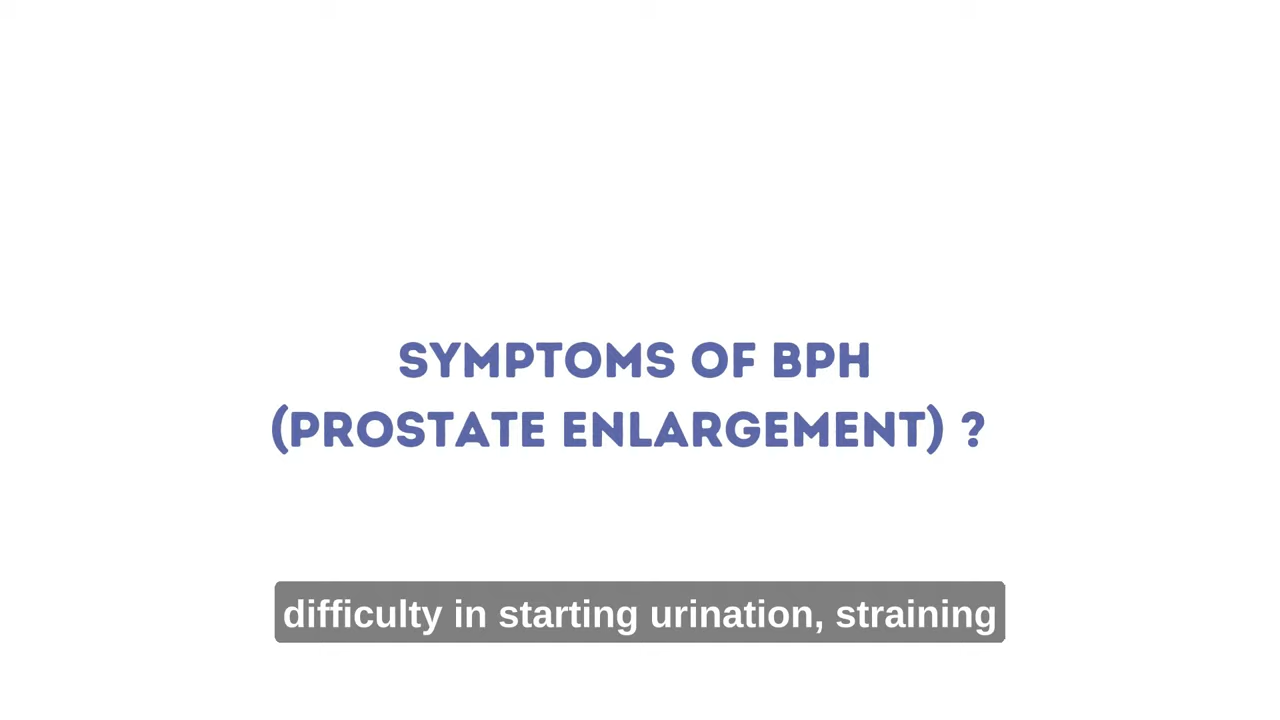 SYMPTOMS OF BPH
(PROSTATE ENLARGEMENT) ?
difficulty in starting urination, straining